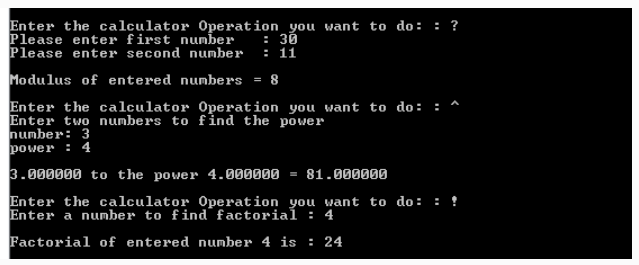 Enter the calculator Operation you want to do: : ?
Please enter first number   : 30
Please enter second number  : 11
Modulus of entered numbers = 8
Enter the calculator Operation you want to do: : ^
Enter two numbers to find the power
number: 3
power : 4
3.000000 to the power 4.000000 = 81.000000
Enter the calculator Operation you want to do: : !
Enter a number to find factorial : 4
Factorial of entered number 4 is : 24